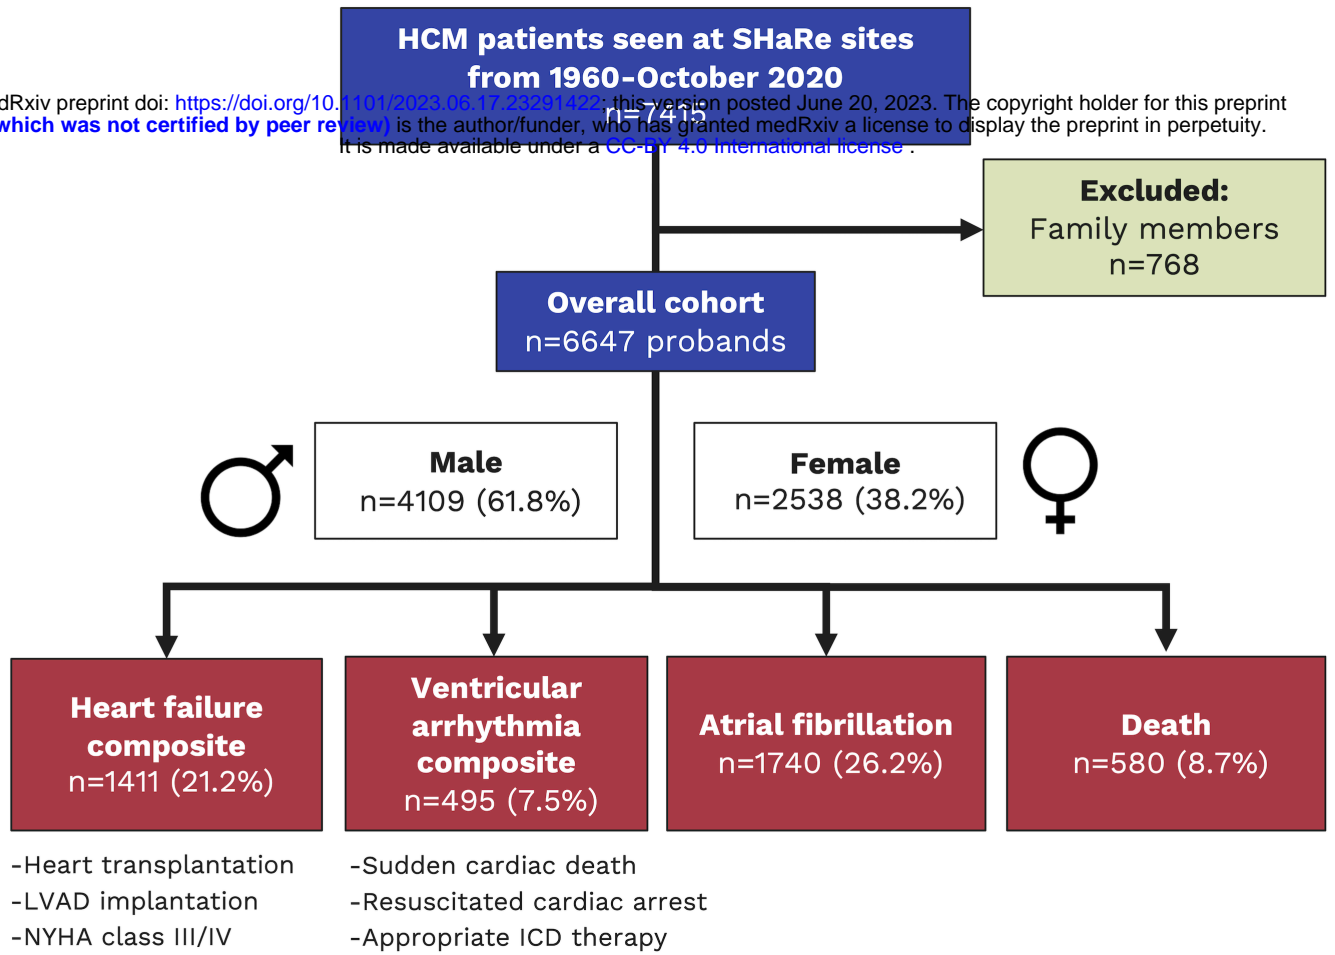 HCM patients seen at SHaRe sites
from 1960-October 2020
n=7415
dRxiv preprint doi: https://doi.org/10.1101/2023.06.17.23291422; this version posted June 20, 2023. The copyright holder for this preprint
which was not certified by peer review) is the author/funder, who has granted medRxiv a license to display the preprint in perpetuity.
It is made available under a CC-BY 4.0 International license .
Excluded:
Family members
n=768
Overall cohort
n=6647 probands
Male
n=4109 (61.8%)
Female
n=2538 (38.2%)
Heart failure
composite
n=1411 (21.2%)
Ventricular
arrhythmia
composite
n=495 (7.5%)
Atrial fibrillation
n=1740 (26.2%)
Death
n=580 (8.7%)
-Heart transplantation
-LVAD implantation
-NYHA class III/IV
-Sudden cardiac death
-Resuscitated cardiac arrest
-Appropriate ICD therapy